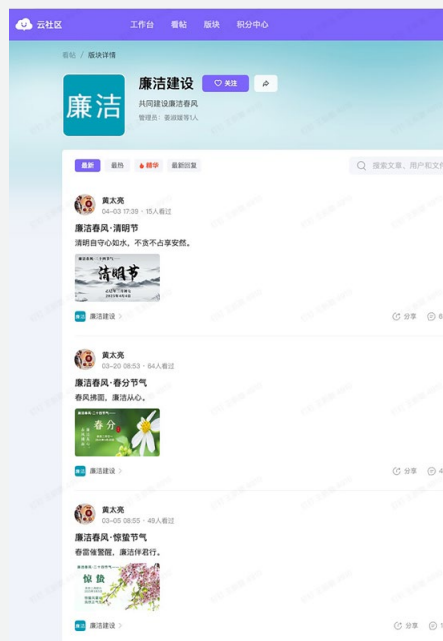 云社区
工作台 看帖 版块 积分中心
看帖 / 版块详情
廉洁
廉洁建设
关注
共同建设廉洁春风
管理员：姜淑媛等1人
最新 最热 精华 最新回复
搜索文章、用户和文件
黄太亮
04-03 17:39 · 15人看过
廉洁春风·清明节
清明自守心如水，不贪不占享安然。
清明节
廉洁建设
分享
黄太亮
03-20 08:53 · 64人看过
廉洁春风·春分节气
春风拂面，廉洁从心。
春分
廉洁建设
分享
黄太亮
03-05 08:55 · 49人看过
廉洁春风·惊蛰节气
春雷催警醒，廉洁伴君行。
惊蛰
廉洁建设
分享